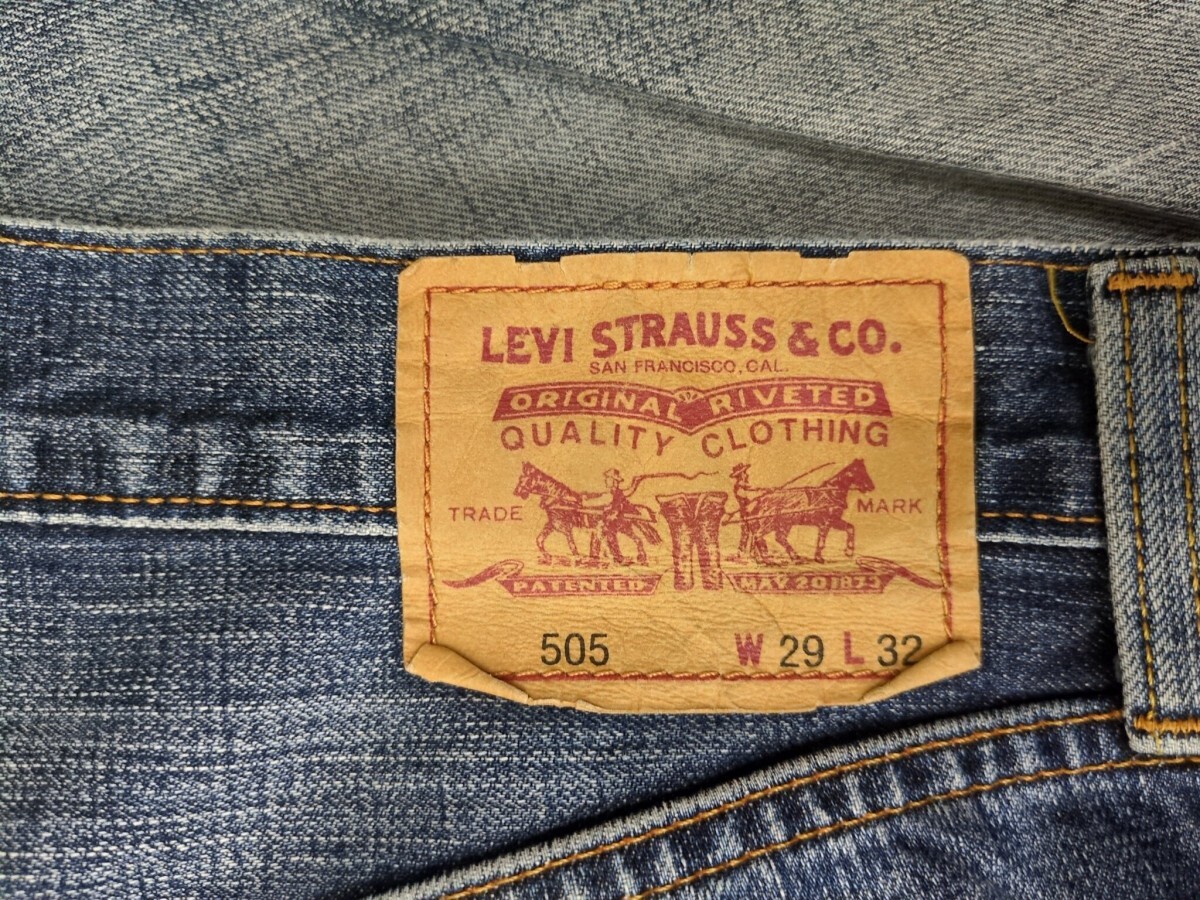 LEVI STRAUSS & CO.
SAN FRANCISCO, CAL.
ORIGINAL RIVETED
QUALITY CLOTHING
TRADE MARK
PATENTED MAY 20 1873
505 W 29 L 32